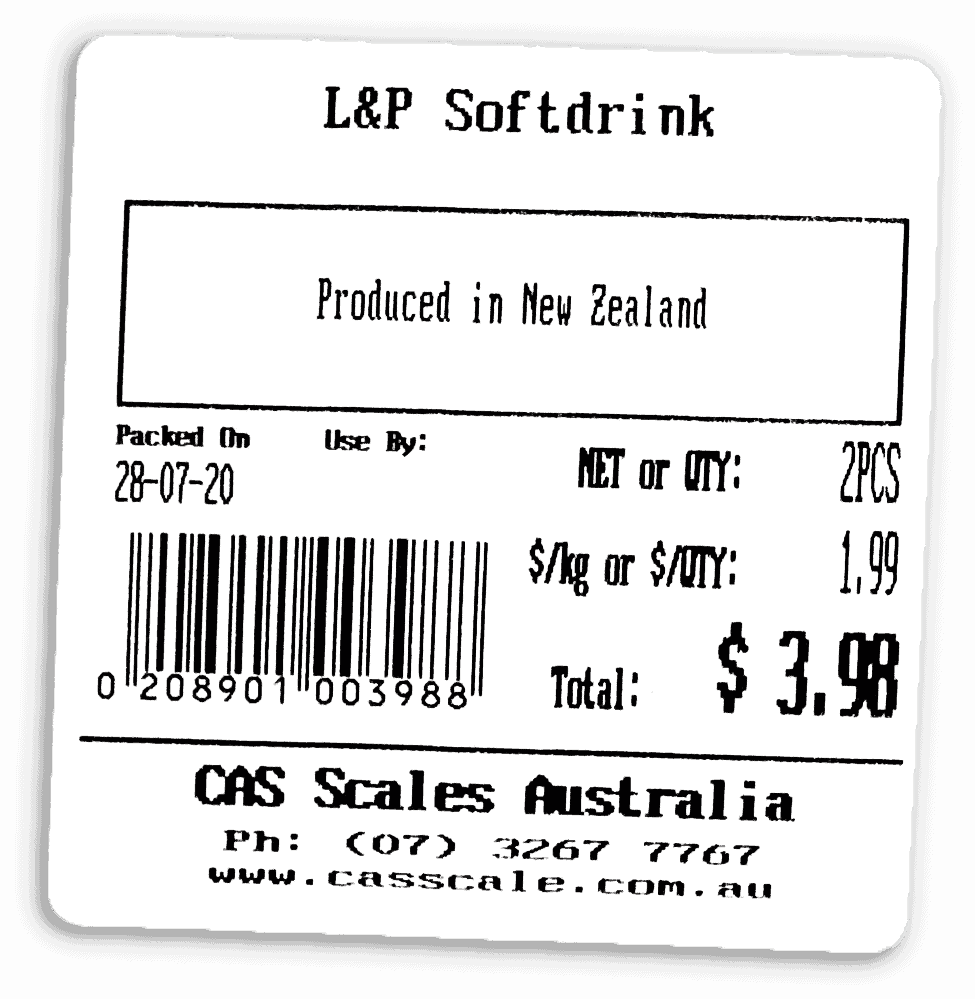 L&P Softdrink
Produced in New Zealand
Packed On Use By:
28-07-20
NET or QTY: 2PCS
$/kg or $/QTY: 1.99
Total: $ 3.98
0 208901 003988
CAS Scales Australia
Ph: (07) 3267 7767
www.casscale.com.au